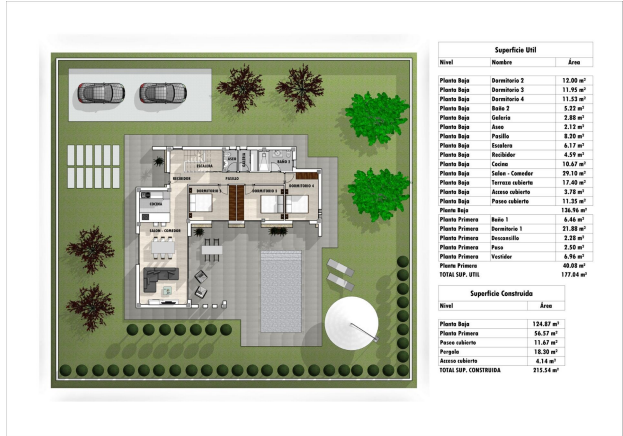 ESCALERA
ASEO
GALERIA
BAÑO 2
RECIBIDOR
PASILLO
DORMITORIO 2
DORMITORIO 3
DORMITORIO 4
COCINA
SALON - COMEDOR
Superficie Util
Nivel Nombre Área
Planta Baja Dormitorio 2 12.00 m²
Planta Baja Dormitorio 3 11.95 m²
Planta Baja Dormitorio 4 11.53 m²
Planta Baja Baño 2 5.22 m²
Planta Baja Galeria 2.88 m²
Planta Baja Aseo 2.12 m²
Planta Baja Pasillo 8.20 m²
Planta Baja Escalera 6.17 m²
Planta Baja Recibidor 4.59 m²
Planta Baja Cocina 10.67 m²
Planta Baja Salon - Comedor 29.10 m²
Planta Baja Terraza cubierta 17.40 m²
Planta Baja Acceso cubierto 3.78 m²
Planta Baja Paseo cubierto 11.35 m²
Planta Baja 136.96 m²
Planta Primera Baño 1 6.46 m²
Planta Primera Dormitorio 1 21.88 m²
Planta Primera Descansillo 2.28 m²
Planta Primera Paso 2.50 m²
Planta Primera Vestidor 6.96 m²
Planta Primera 40.08 m²
TOTAL SUP. UTIL 177.04 m²
Superficie Construida
Nivel Área
Planta Baja 124.87 m²
Planta Primera 56.57 m²
Paseo cubierto 11.67 m²
Pergola 18.30 m²
Acceso cubierto 4.14 m²
TOTAL SUP. CONSTRUIDA 215.54 m²